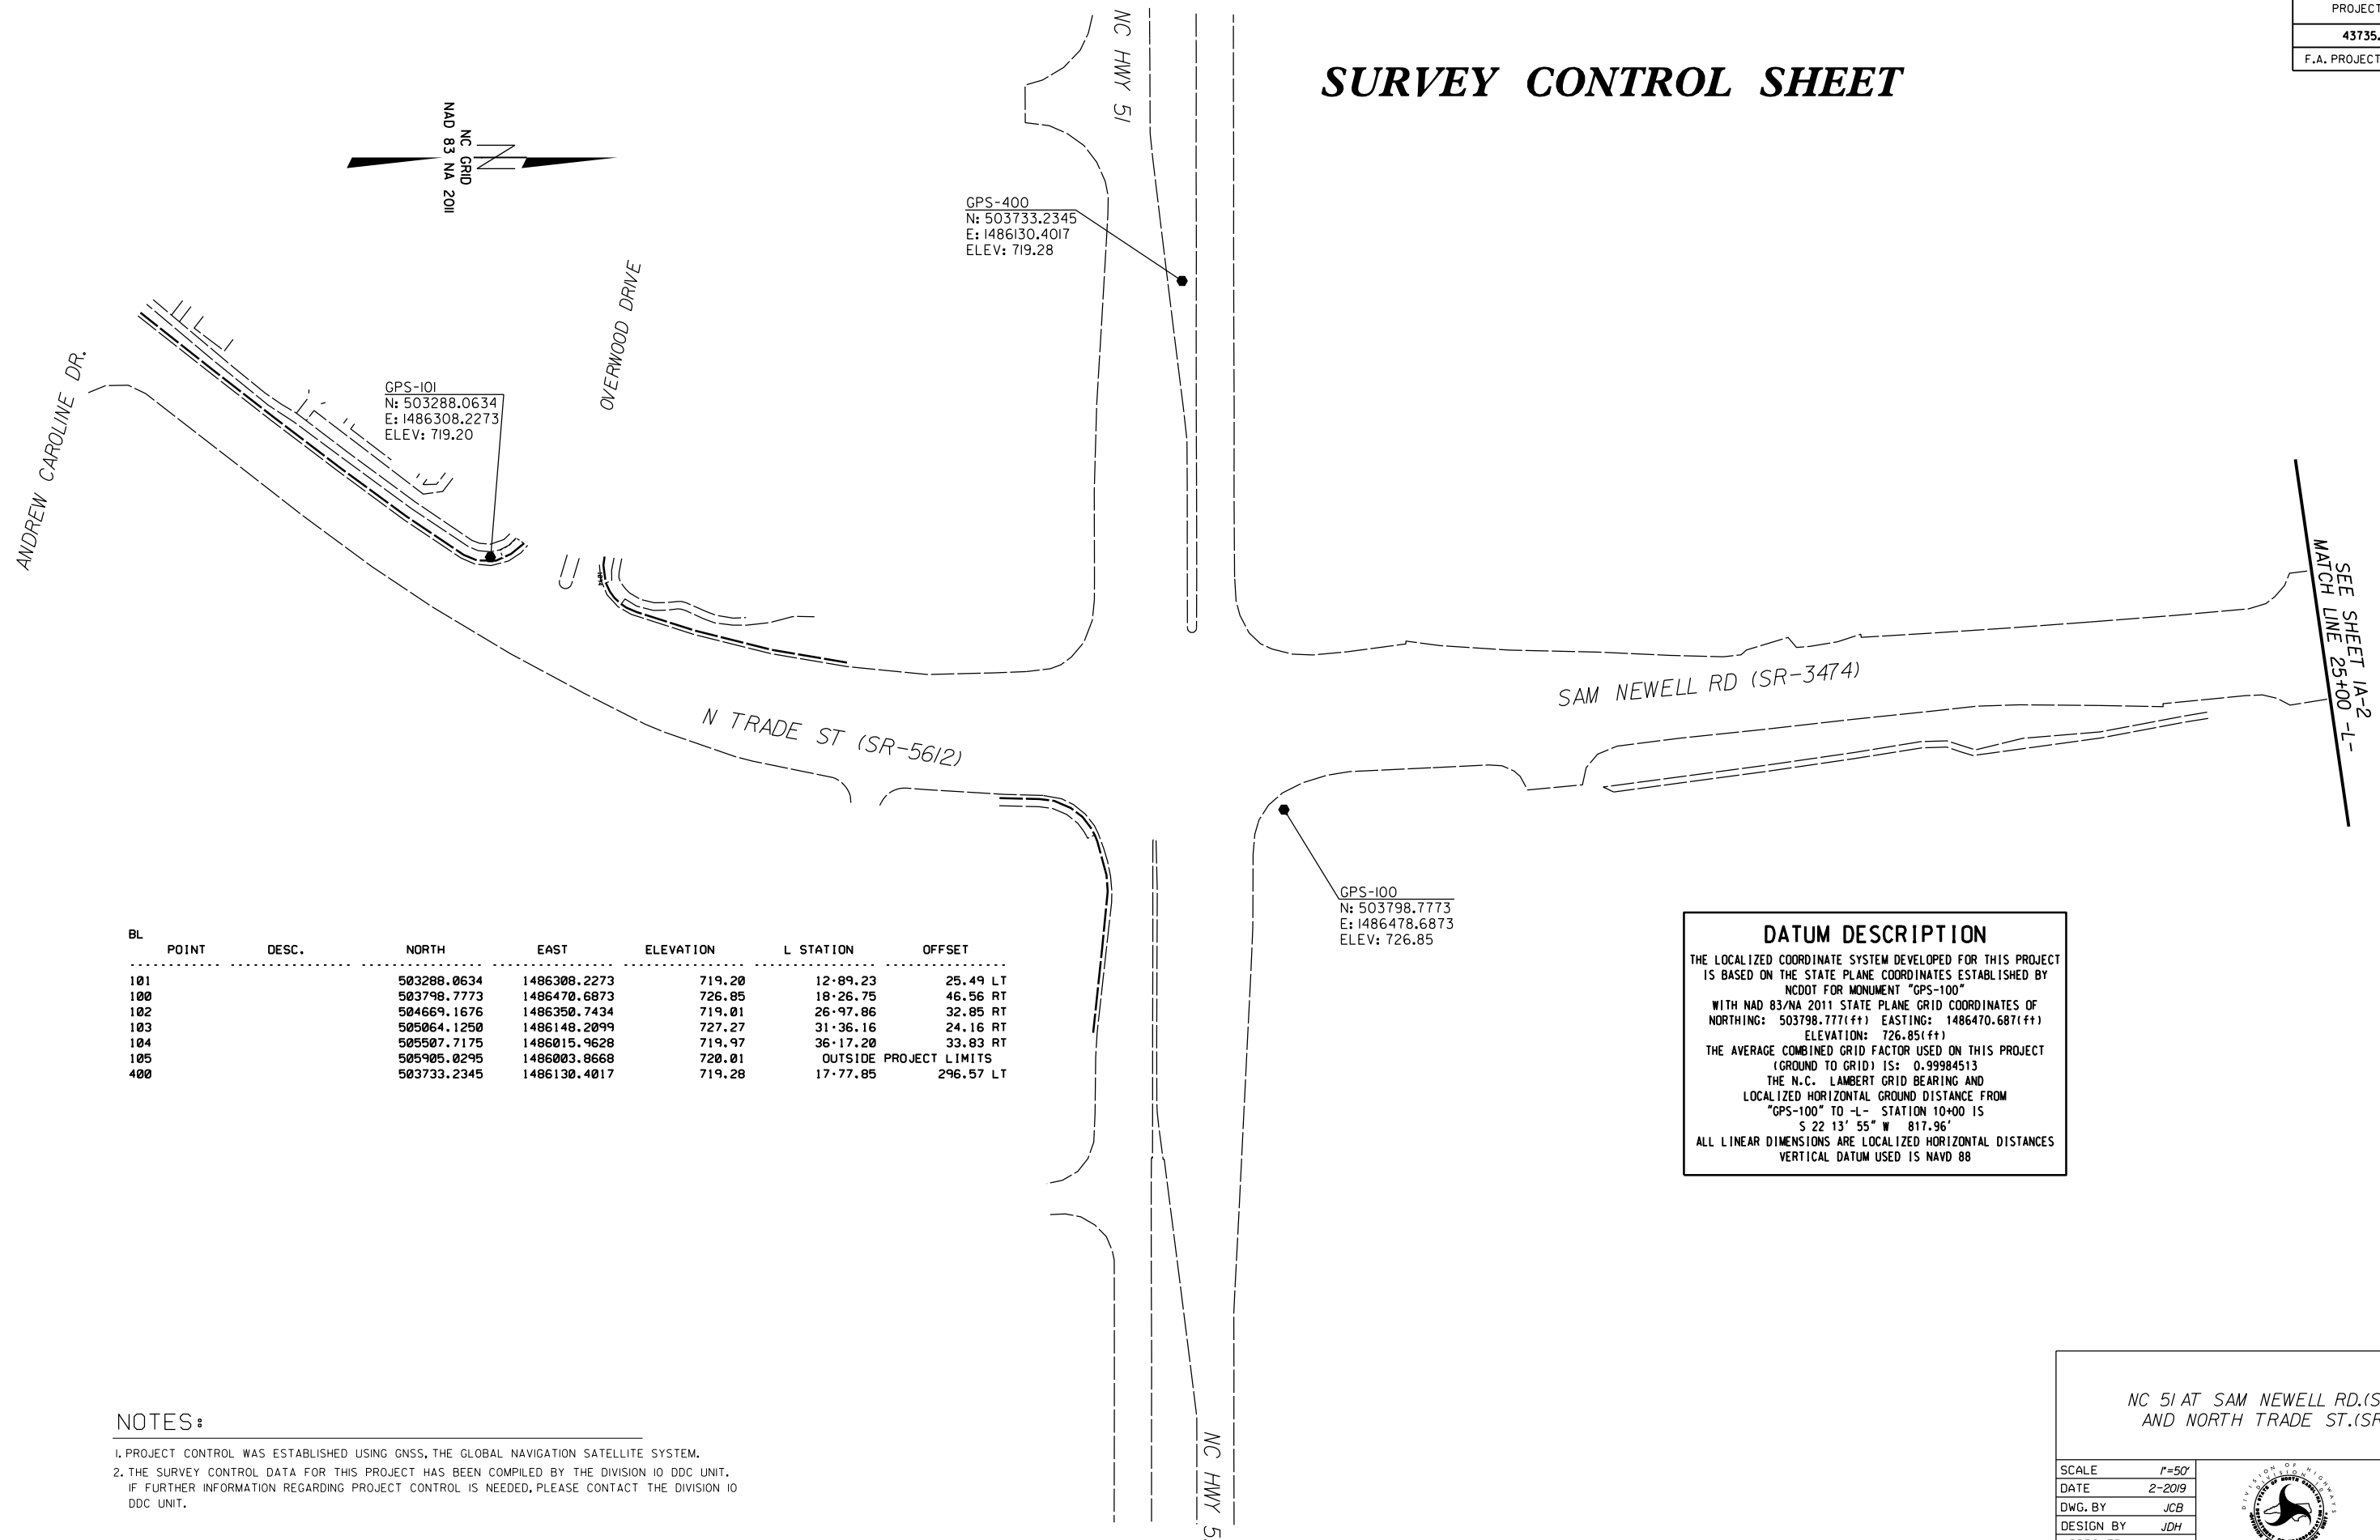 PROJECT
43735.
F.A. PROJECT
SURVEY CONTROL SHEET
NC HWY 51
NC GRID
NAD 83 NA 2011
GPS-400
N: 503733.2345
E: 1486130.4017
ELEV: 719.28
OVERWOOD DRIVE
ANDREW CAROLINE DR.
GPS-101
N: 503288.0634
E: 1486308.2273
ELEV: 719.20
SEE SHEET 1A-2
MATCH LINE 25+00 -L-
SAM NEWELL RD (SR-3474)
N TRADE ST (SR-5612)
GPS-100
N: 503798.7773
E: 1486478.6873
ELEV: 726.85
BL
POINT DESC. NORTH EAST ELEVATION L STATION OFFSET
101 503288.0634 1486308.2273 719.20 12+89.23 25.49 LT
100 503798.7773 1486470.6873 726.85 18+26.75 46.56 RT
102 504669.1676 1486350.7434 719.01 26+97.86 32.85 RT
103 505064.1250 1486148.2099 727.27 31+36.16 24.16 RT
104 505507.7175 1486015.9628 719.97 36+17.20 33.83 RT
105 505905.0295 1486003.8668 720.01 OUTSIDE PROJECT LIMITS
400 503733.2345 1486130.4017 719.28 17+77.85 296.57 LT
DATUM DESCRIPTION
THE LOCALIZED COORDINATE SYSTEM DEVELOPED FOR THIS PROJECT
IS BASED ON THE STATE PLANE COORDINATES ESTABLISHED BY
NCDOT FOR MONUMENT "GPS-100"
WITH NAD 83/NA 2011 STATE PLANE GRID COORDINATES OF
NORTHING: 503798.777(ft) EASTING: 1486470.687(ft)
ELEVATION: 726.85(ft)
THE AVERAGE COMBINED GRID FACTOR USED ON THIS PROJECT
(GROUND TO GRID) IS: 0.99984513
THE N.C. LAMBERT GRID BEARING AND
LOCALIZED HORIZONTAL GROUND DISTANCE FROM
"GPS-100" TO -L- STATION 10+00 IS
S 22 13' 55" W 817.96'
ALL LINEAR DIMENSIONS ARE LOCALIZED HORIZONTAL DISTANCES
VERTICAL DATUM USED IS NAVD 88
NOTES:
1. PROJECT CONTROL WAS ESTABLISHED USING GNSS, THE GLOBAL NAVIGATION SATELLITE SYSTEM.
2. THE SURVEY CONTROL DATA FOR THIS PROJECT HAS BEEN COMPILED BY THE DIVISION 10 DDC UNIT.
IF FURTHER INFORMATION REGARDING PROJECT CONTROL IS NEEDED, PLEASE CONTACT THE DIVISION 10
DDC UNIT.
NC HWY 5
NC 51 AT SAM NEWELL RD.(S
AND NORTH TRADE ST.(SR
SCALE 1"=50'
DATE 2-2019
DWG. BY JCB
DESIGN BY JDH
DIVISION OF HIGHWAYS